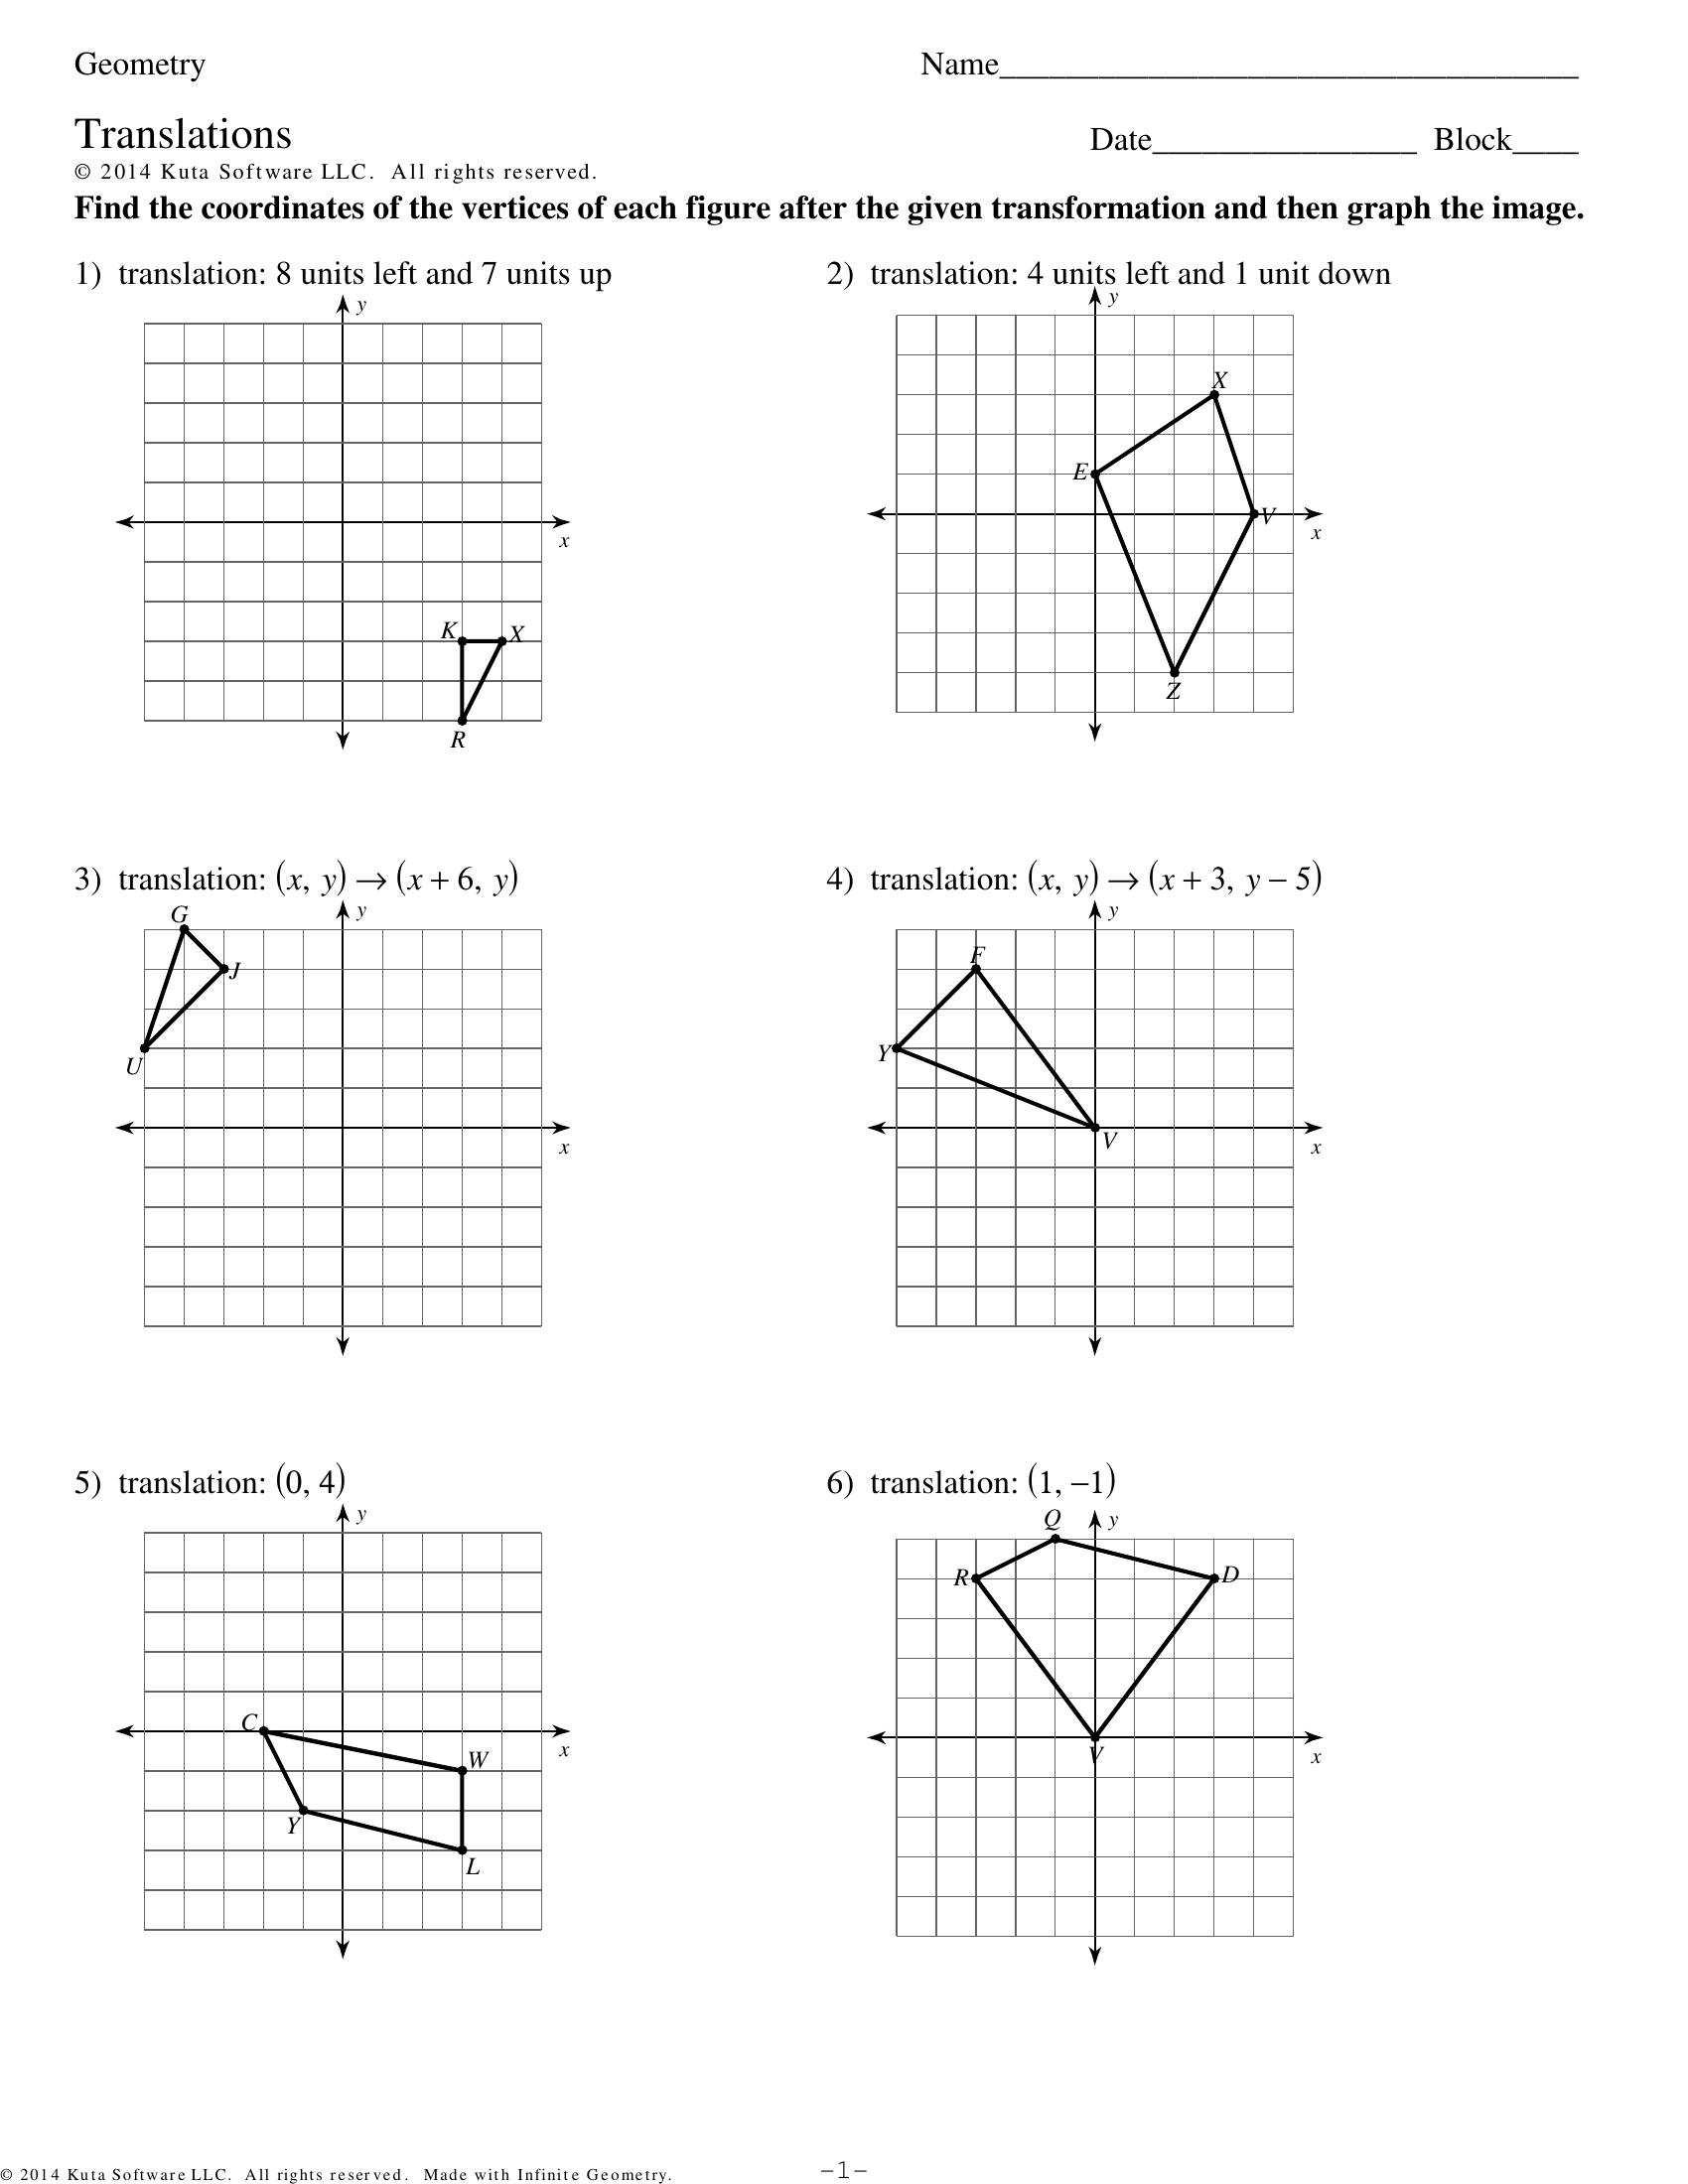 Geometry
Name___________________________________
Translations
Date________________ Block____
© 2014 Kuta Software LLC. All rights reserved.
Find the coordinates of the vertices of each figure after the given transformation and then graph the image.
1) translation: 8 units left and 7 units up
y
x
K
X
R
2) translation: 4 units left and 1 unit down
y
X
E
V
x
Z
3) translation: (x, y) → (x + 6, y)
G
y
J
U
x
4) translation: (x, y) → (x + 3, y − 5)
y
F
Y
V
x
5) translation: (0, 4)
y
C
x
W
Y
L
6) translation: (1, −1)
Q
y
R
D
V
x
© 2014 Kuta Software LLC. All rights reserved. Made with Infinite Geometry.
-1-